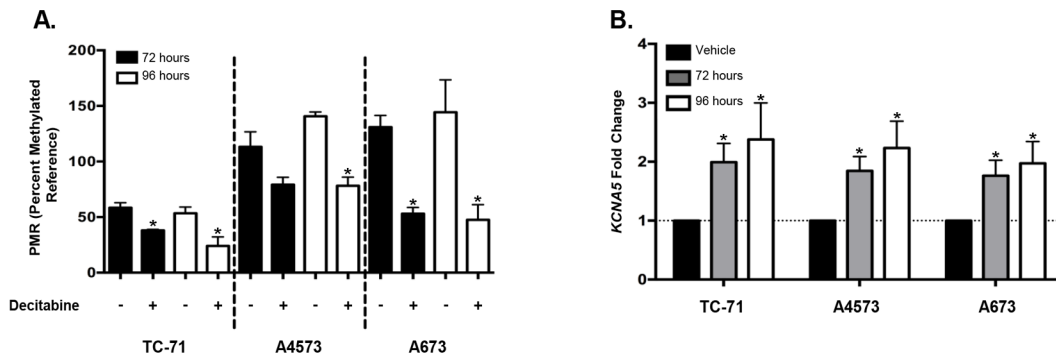 A.
PMR (Percent Methylated
Reference)
200
150
100
50
0
72 hours
96 hours
* * * * *
Decitabine - + - + - + - + - + - +
TC-71 A4573 A673
B.
KCNA5 Fold Change
4
3
2
1
0
Vehicle
72 hours
96 hours
* * * * * *
TC-71 A4573 A673